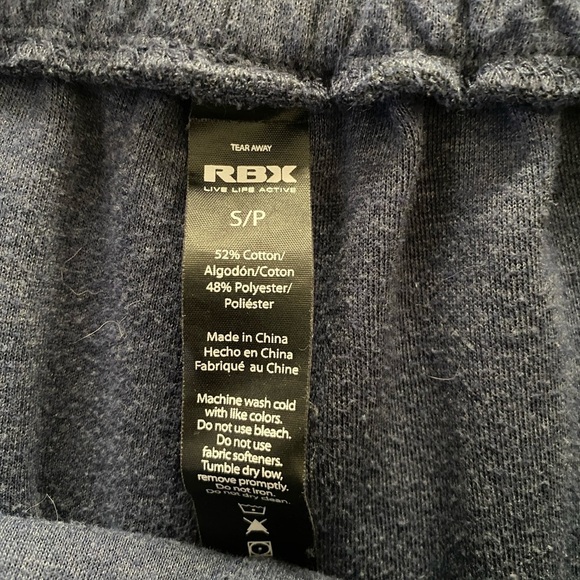 TEAR AWAY
RBX
LIVE LIFE ACTIVE
S/P
52% Cotton/
Algodón/Coton
48% Polyester/
Poliéster
Made in China
Hecho en China
Fabriqué au Chine
Machine wash cold
with like colors.
Do not use bleach.
Do not use
fabric softeners.
Tumble dry low,
remove promptly.
Do not iron.
Do not dry clean.